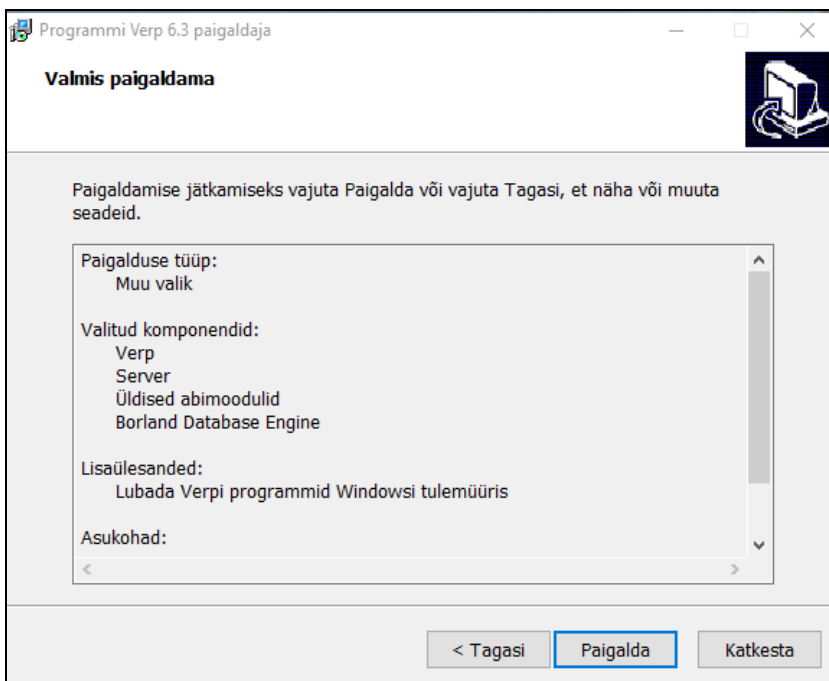 Programmi Verp 6.3 paigaldaja
Valmis paigaldama
Paigaldamise jätkamiseks vajuta Paigalda või vajuta Tagasi, et näha või muuta
seadeid.
Paigalduse tüüp:
Muu valik
Valitud komponendid:
Verp
Server
Üldised abimoodulid
Borland Database Engine
Lisaülesanded:
Lubada Verpi programmid Windowsi tulemüüris
Asukohad:
< Tagasi
Paigalda
Katkesta